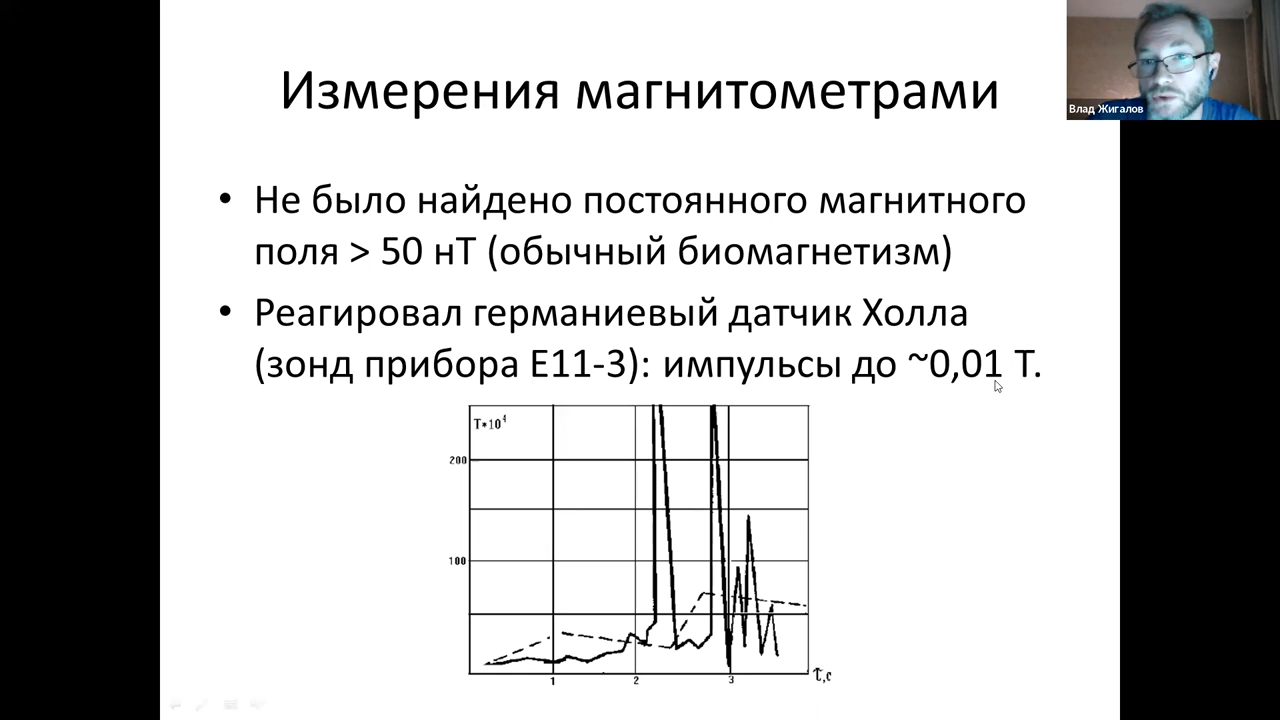 Измерения магнитометрами
Влад Жигалов
• Не было найдено постоянного магнитного
поля > 50 нТ (обычный биомагнетизм)
• Реагировал германиевый датчик Холла
(зонд прибора Е11-3): импульсы до ~0,01 Т.
T*10⁴
200
100
1 2 3 τ,с